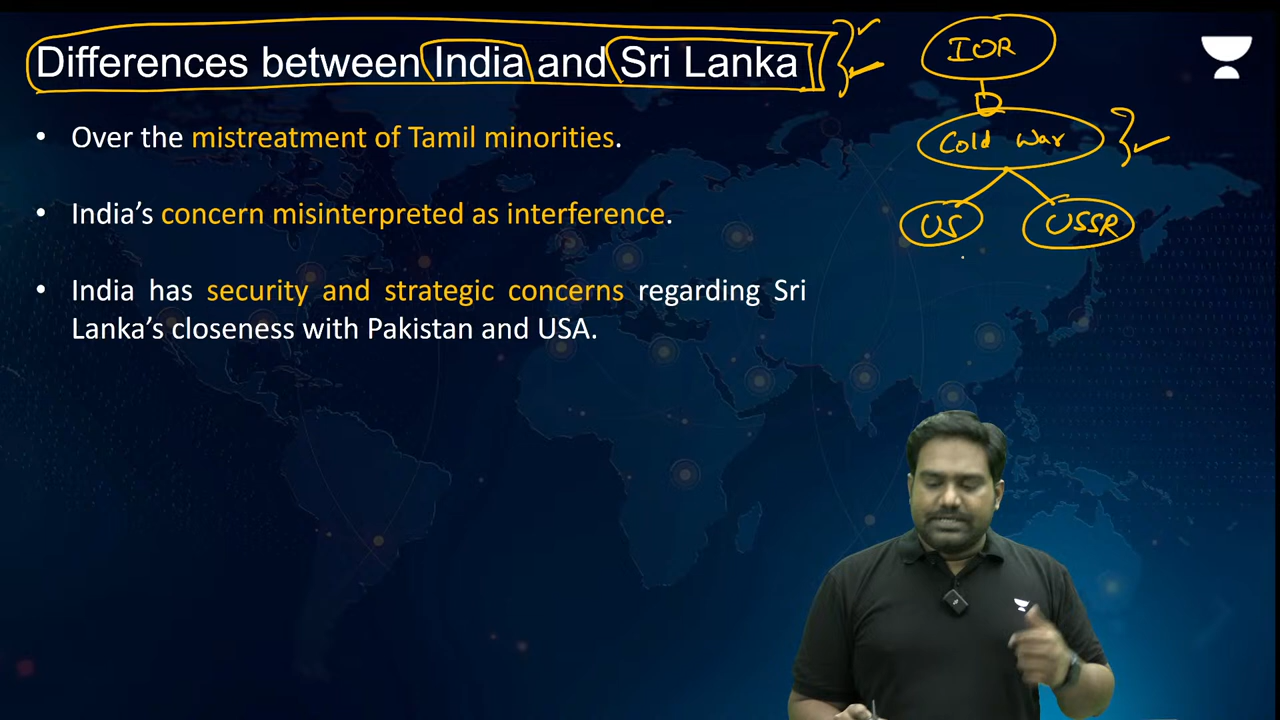 Differences between India and Sri Lanka
IOR
Cold War
US
USSR
• Over the mistreatment of Tamil minorities.
• India’s concern misinterpreted as interference.
• India has security and strategic concerns regarding Sri
Lanka’s closeness with Pakistan and USA.